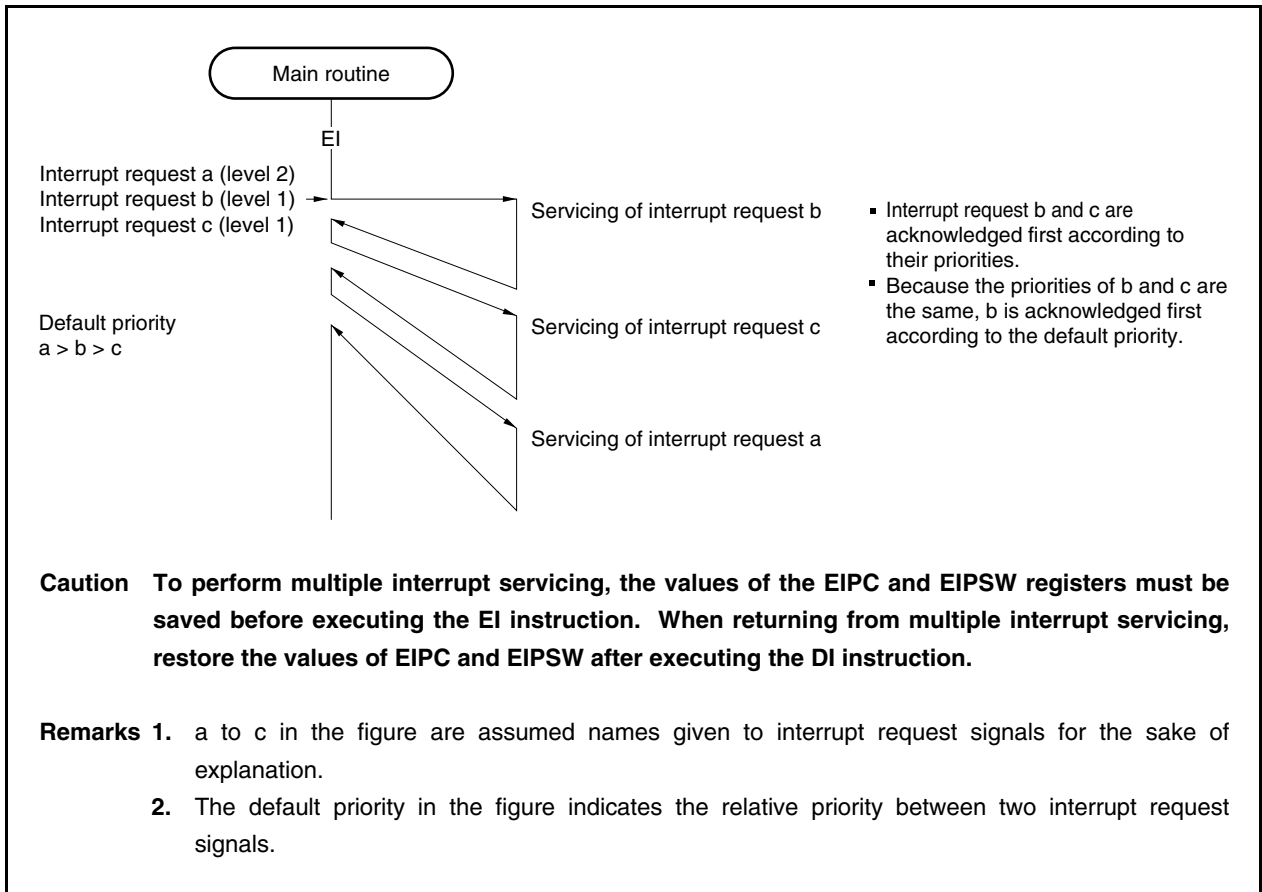 Main routine
EI
Interrupt request a (level 2)
Interrupt request b (level 1)
Interrupt request c (level 1)
Servicing of interrupt request b
▪ Interrupt request b and c are
acknowledged first according to
their priorities.
▪ Because the priorities of b and c are
the same, b is acknowledged first
according to the default priority.
Default priority
a > b > c
Servicing of interrupt request c
Servicing of interrupt request a
Caution To perform multiple interrupt servicing, the values of the EIPC and EIPSW registers must be
saved before executing the EI instruction. When returning from multiple interrupt servicing,
restore the values of EIPC and EIPSW after executing the DI instruction.
Remarks 1. a to c in the figure are assumed names given to interrupt request signals for the sake of
explanation.
2. The default priority in the figure indicates the relative priority between two interrupt request
signals.